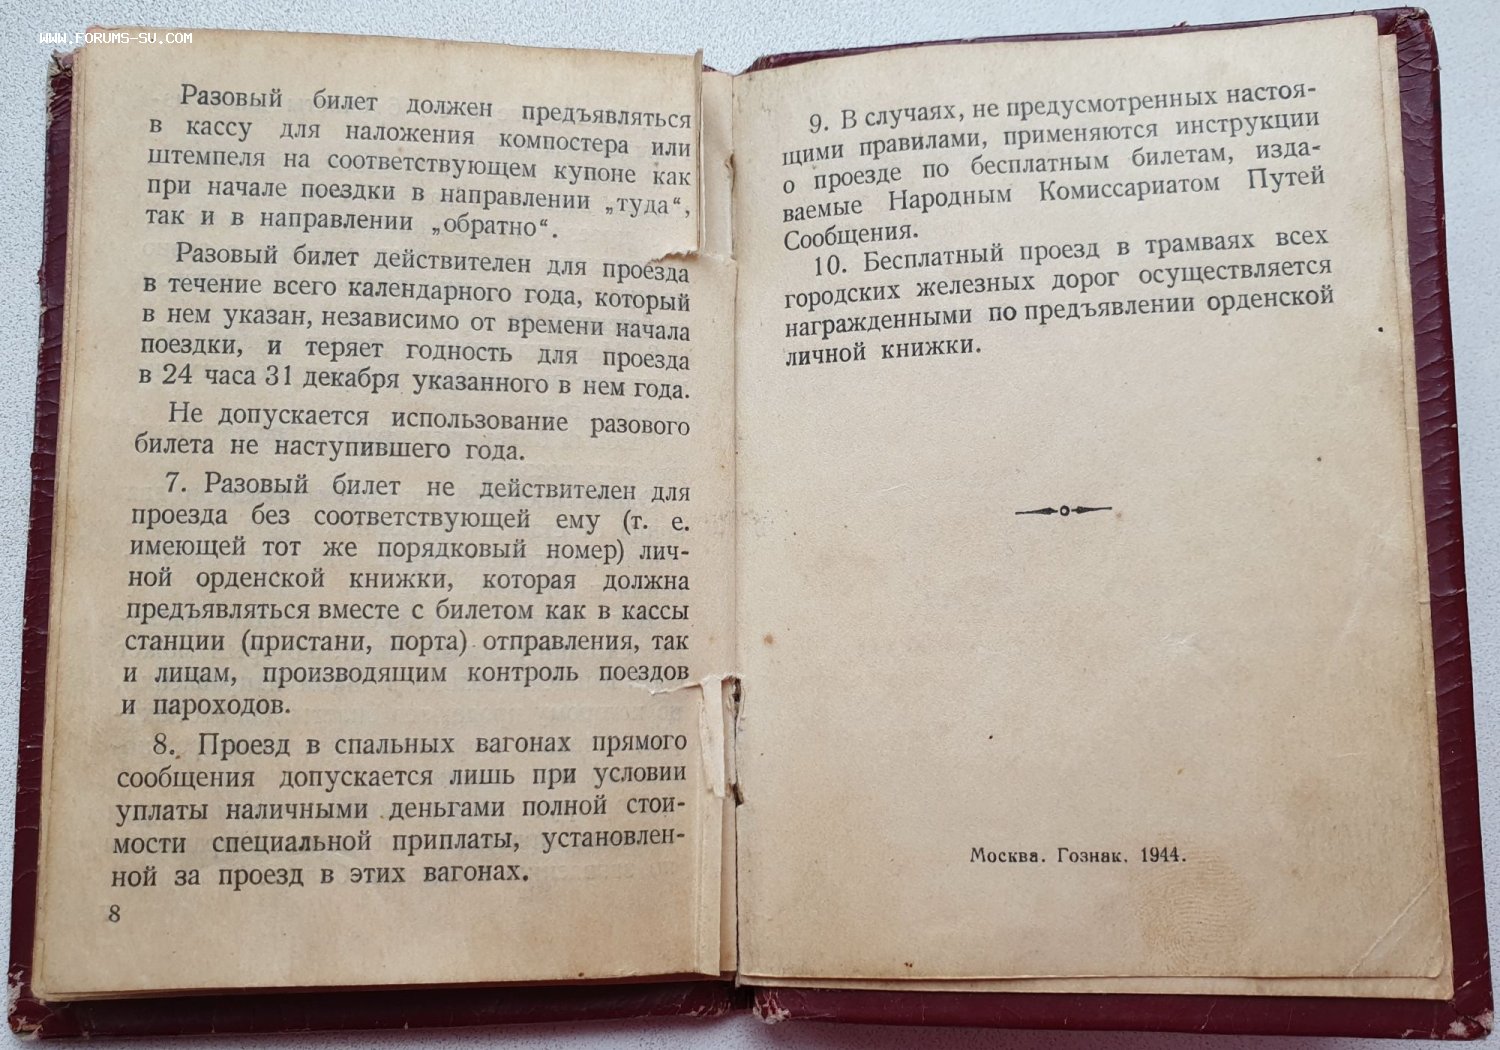 WWW.FORUMS-SU.COM
Разовый билет должен предъявляться
в кассу для наложения компостера или
штемпеля на соответствующем купоне как
при начале поездки в направлении „туда“,
так и в направлении „обратно“.
Разовый билет действителен для проезда
в течение всего календарного года, который
в нем указан, независимо от времени начала
поездки, и теряет годность для проезда
в 24 часа 31 декабря указанного в нем года.
Не допускается использование разового
билета не наступившего года.
7. Разовый билет не действителен для
проезда без соответствующей ему (т. е.
имеющей тот же порядковый номер) лич-
ной орденской книжки, которая должна
предъявляться вместе с билетом как в кассы
станции (пристани, порта) отправления, так
и лицам, производящим контроль поездов
и пароходов.
8. Проезд в спальных вагонах прямого
сообщения допускается лишь при условии
уплаты наличными деньгами полной стои-
мости специальной приплаты, установлен-
ной за проезд в этих вагонах.
8
9. В случаях, не предусмотренных настоя-
щими правилами, применяются инструкции
о проезде по бесплатным билетам, изда-
ваемые Народным Комиссариатом Путей
Сообщения.
10. Бесплатный проезд в трамваях всех
городских железных дорог осуществляется
награжденными по предъявлении орденской
личной книжки.
Москва. Гознак. 1944.